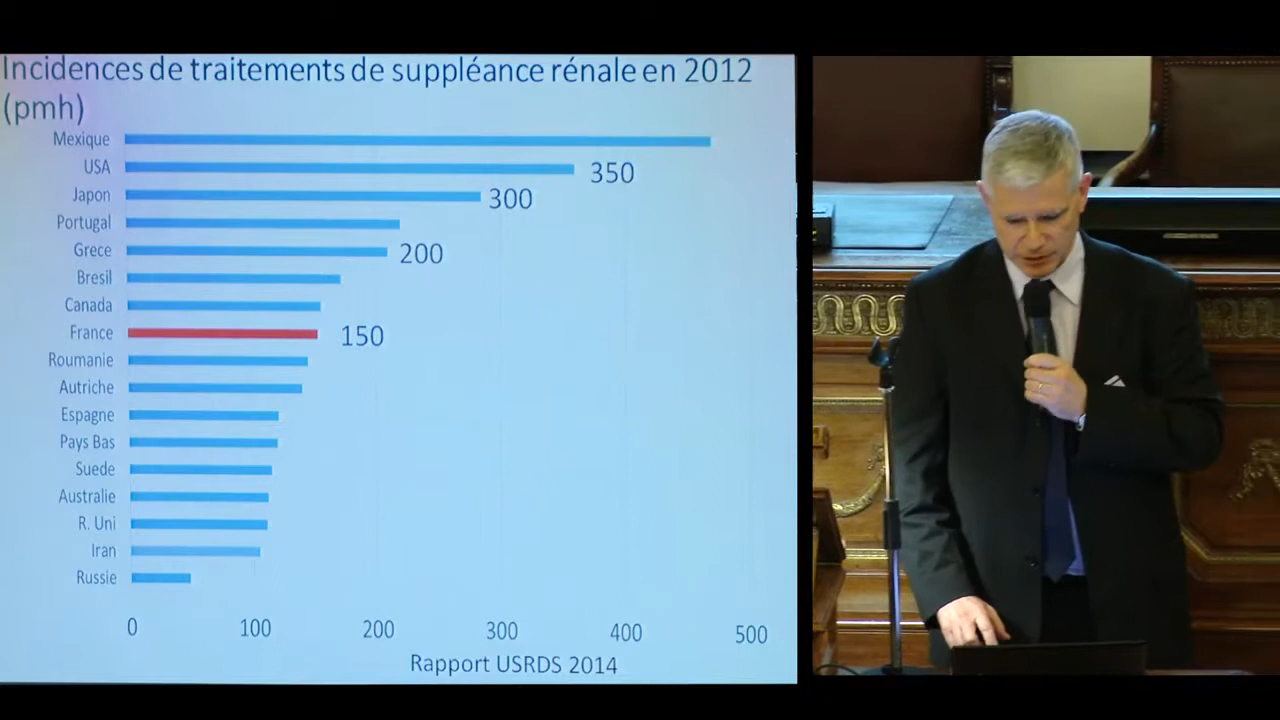 Incidences de traitements de suppléance rénale en 2012
(pmh)
Mexique
USA 350
Japon 300
Portugal
Grece 200
Bresil
Canada
France 150
Roumanie
Autriche
Espagne
Pays Bas
Suede
Australie
R. Uni
Iran
Russie
0 100 200 300 400 500
Rapport USRDS 2014